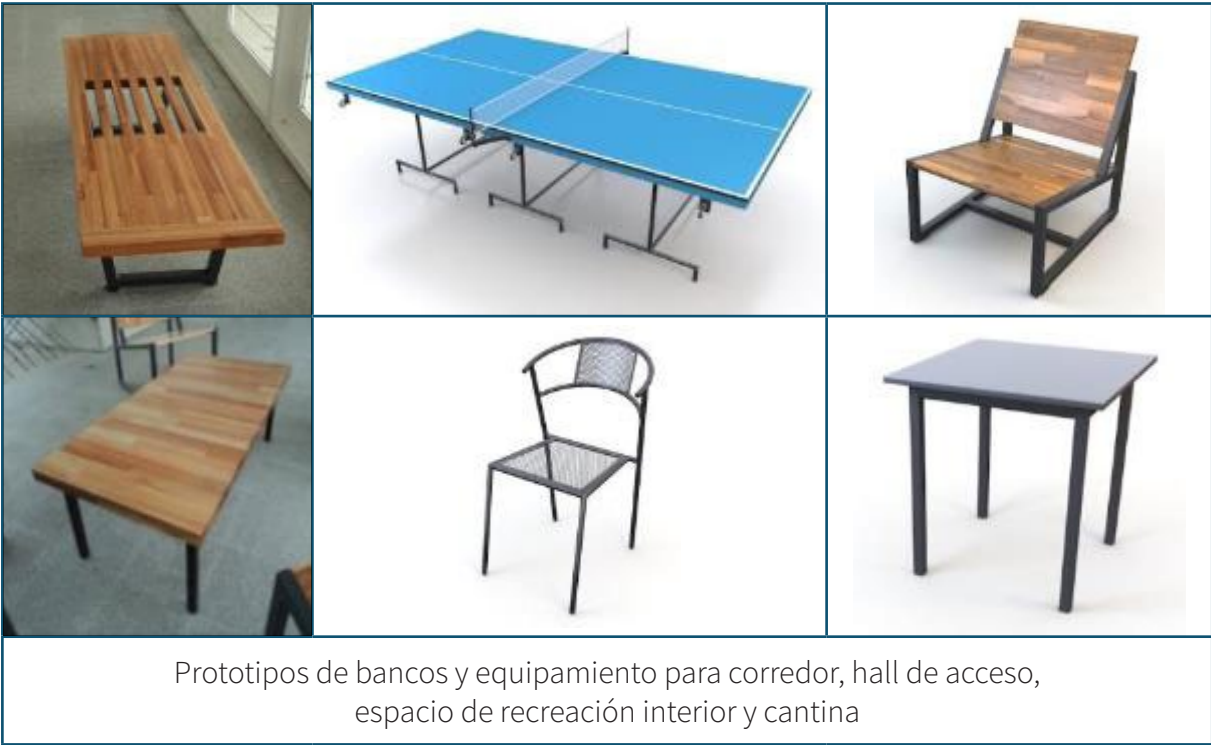 Prototipos de bancos y equipamiento para corredor, hall de acceso,
espacio de recreación interior y cantina